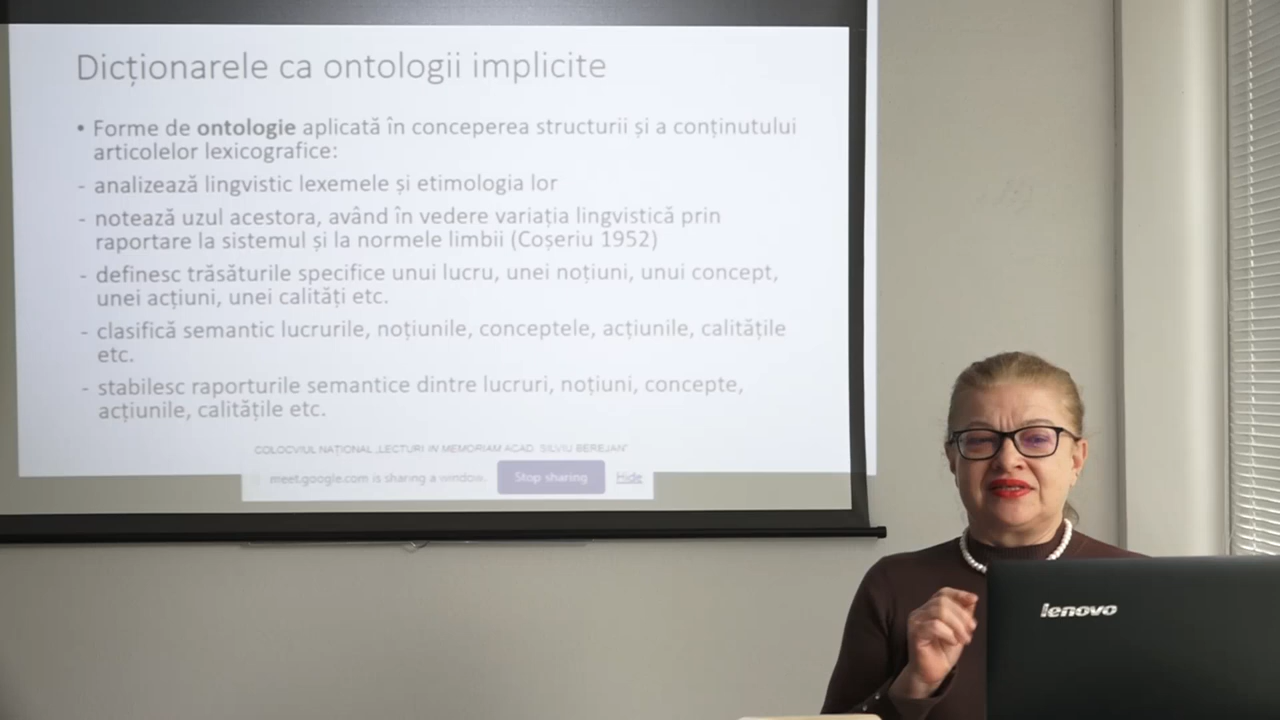 Dicționarele ca ontologii implicite
• Forme de ontologie aplicată în conceperea structurii și a conținutului
articolelor lexicografice:
- analizează lingvistic lexemele și etimologia lor
- notează uzul acestora, având în vedere variația lingvistică prin
raportare la sistemul și la normele limbii (Coșeriu 1952)
- definesc trăsăturile specifice unui lucru, unei noțiuni, unui concept,
unei acțiuni, unei calități etc.
- clasifică semantic lucrurile, noțiunile, conceptele, acțiunile, calitățile
etc.
- stabilesc raporturile semantice dintre lucruri, noțiuni, concepte,
acțiunile, calitățile etc.
COLOCVIUL NAȚIONAL „LECTURI IN MEMORIAM ACAD. SILVIU BEREJAN”
meet.google.com is sharing a window. Stop sharing Hide
lenovo